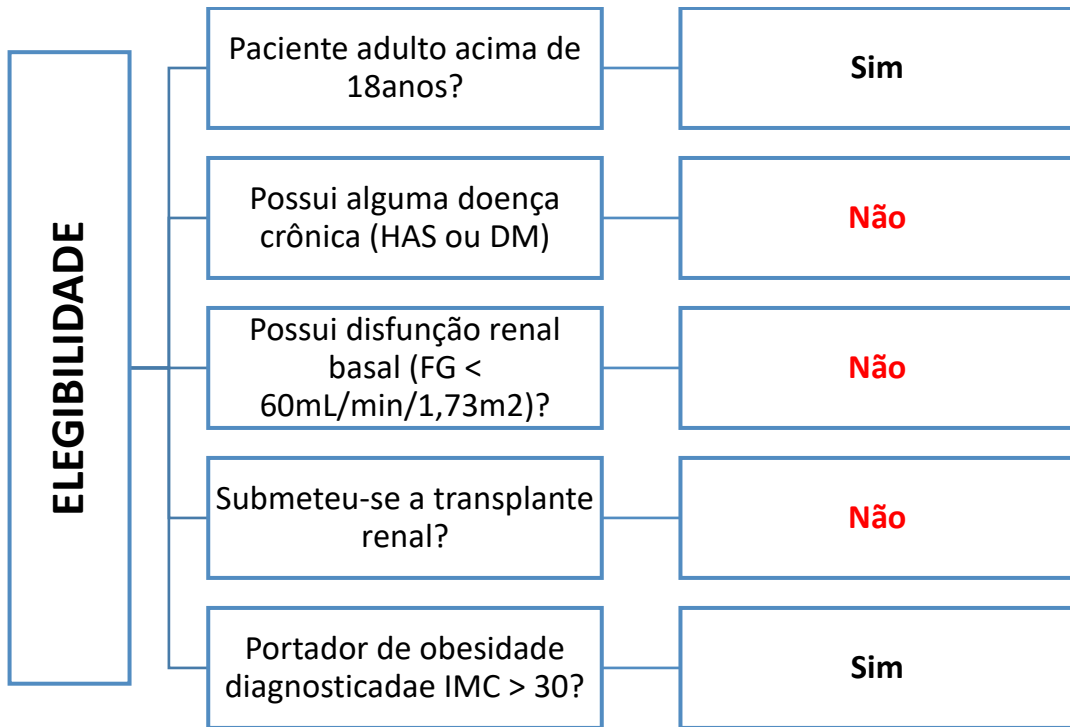 ELEGIBILIDADE
Paciente adulto acima de
18anos?
Sim
Possui alguma doença
crônica (HAS ou DM)
Não
Possui disfunção renal
basal (FG <
60mL/min/1,73m2)?
Não
Submeteu-se a transplante
renal?
Não
Portador de obesidade
diagnosticadae IMC > 30?
Sim